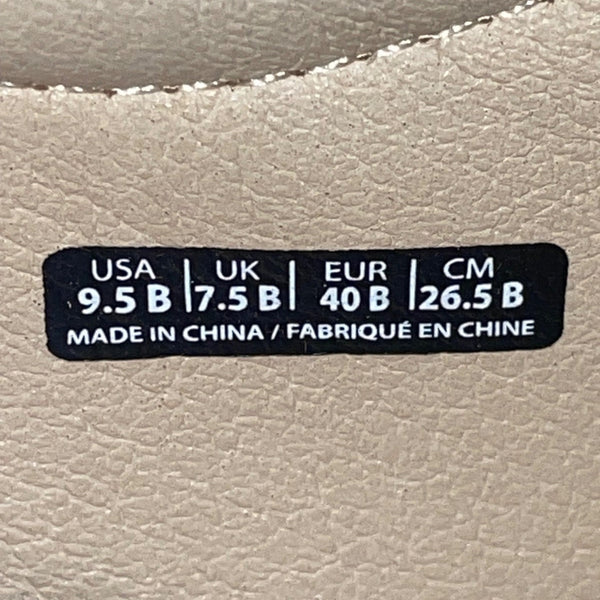 USA | UK | EUR | CM
9.5 B | 7.5 B | 40 B | 26.5 B
MADE IN CHINA / FABRIQUÉ EN CHINE